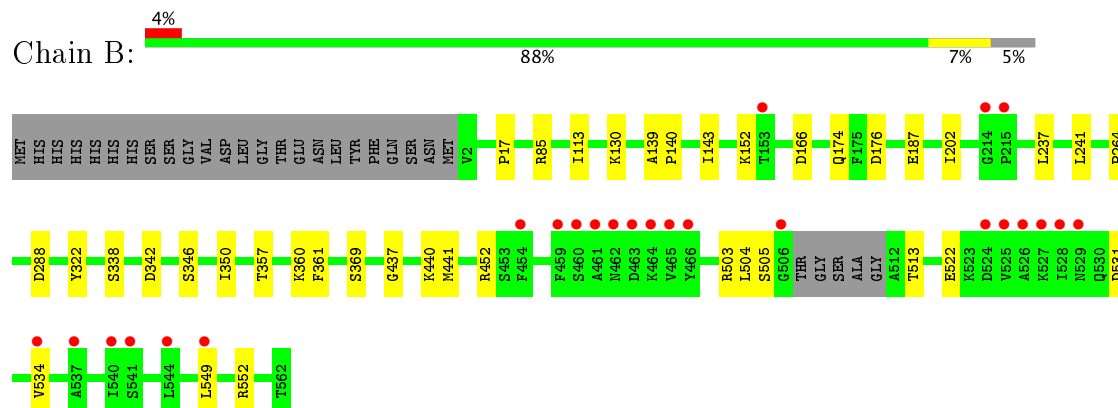 4%
Chain B:
88% 7% 5%
MET HIS HIS HIS HIS HIS HIS SER SER GLY VAL ASP LEU GLY THR GLU ASN LEU TYR PHE GLN SER ASN MET V2 P17 R85 I113 K130 A139 P140 I143 K152 T153 D166 Q174 F175 D176 E187 I202 G214 P215 L237 L241
D288 Y322 S338 D342 S346 I350 T357 K360 F361 S369 G437 K440 M441 R452 S453 F454 F459 S460 A461 N462 D463 K464 V465 Y466 R503 L504 S505 G506 THR GLY SER ALA GLY A512 T513 E522 K523 D524 V525 A526 K527 I528 N529 Q530 D531
V534 A537 I540 S541 L544 L549 R552 T562